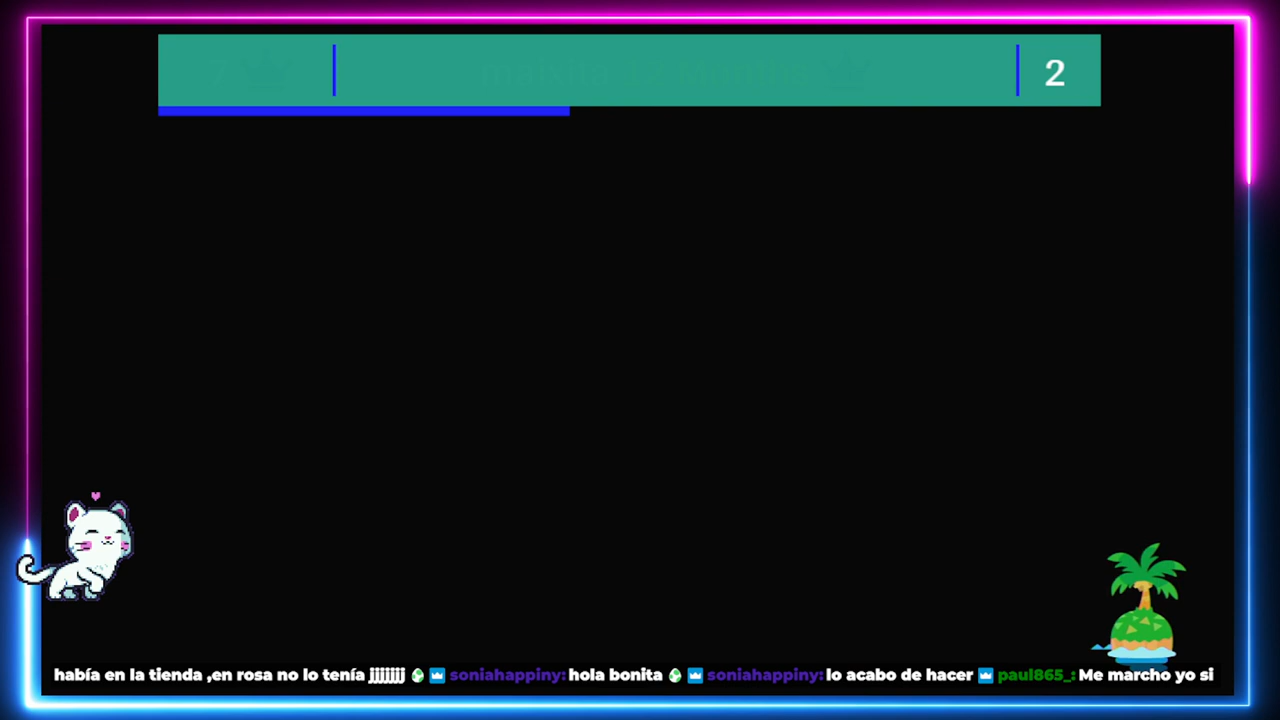 2
había en la tienda ,en rosa no lo tenía jjjjjjj soniahappiny: hola bonita soniahappiny: lo acabo de hacer paul865_: Me marcho yo si